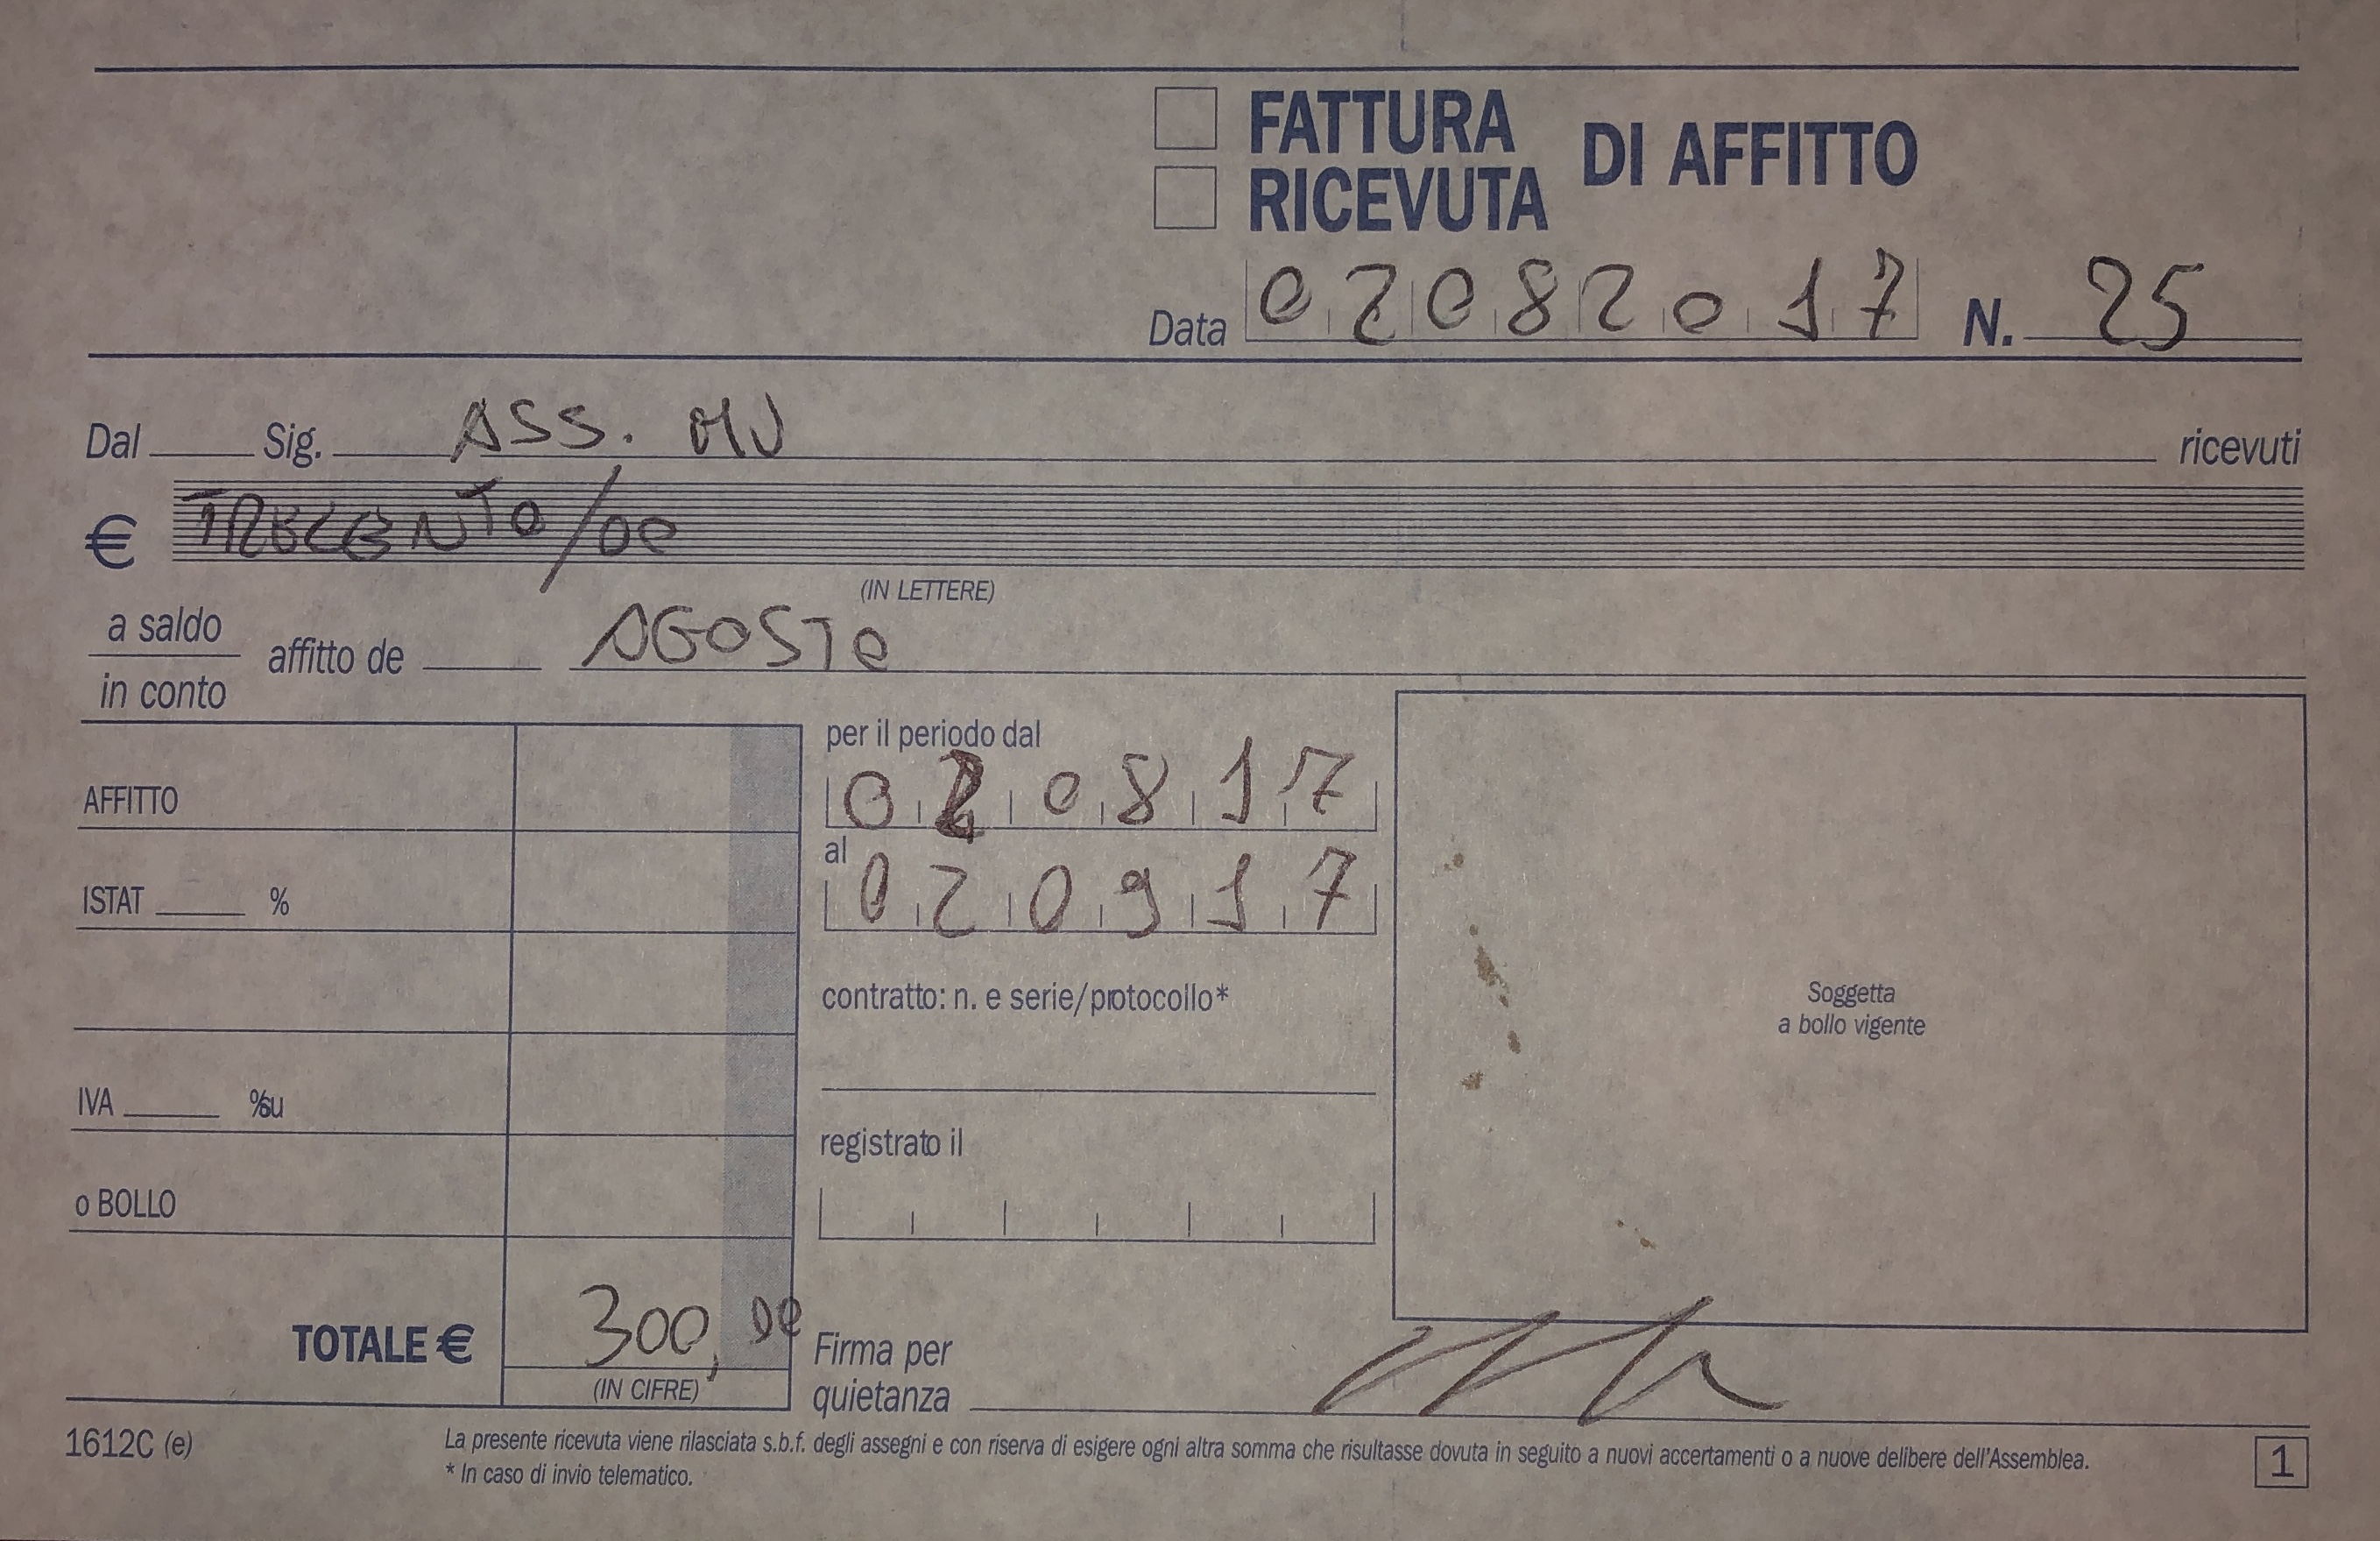 FATTURA
RICEVUTA DI AFFITTO
Data 02082017 N. 25
Dal Sig. ASS. ricevuti
€ TRECENTO/00
(IN LETTERE)
a saldo
in conto
affitto de AGOSTO
per il periodo dal
020817
al
020917
AFFITTO
ISTAT %
IVA %su
o BOLLO
TOTALE € 300,00
(IN CIFRE)
contratto: n. e serie/protocollo*
registrato il
Soggetta
a bollo vigente
Firma per
quietanza
1612C (e)
La presente ricevuta viene rilasciata s.b.f. degli assegni e con riserva di esigere ogni altra somma che risultasse dovuta in seguito a nuovi accertamenti o a nuove delibere dell'Assemblea.
* In caso di invio telematico.
1